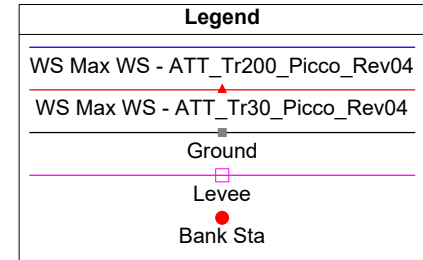 Legend
WS Max WS - ATT_Tr200_Picco_Rev04
WS Max WS - ATT_Tr30_Picco_Rev04
Ground
Levee
Bank Sta